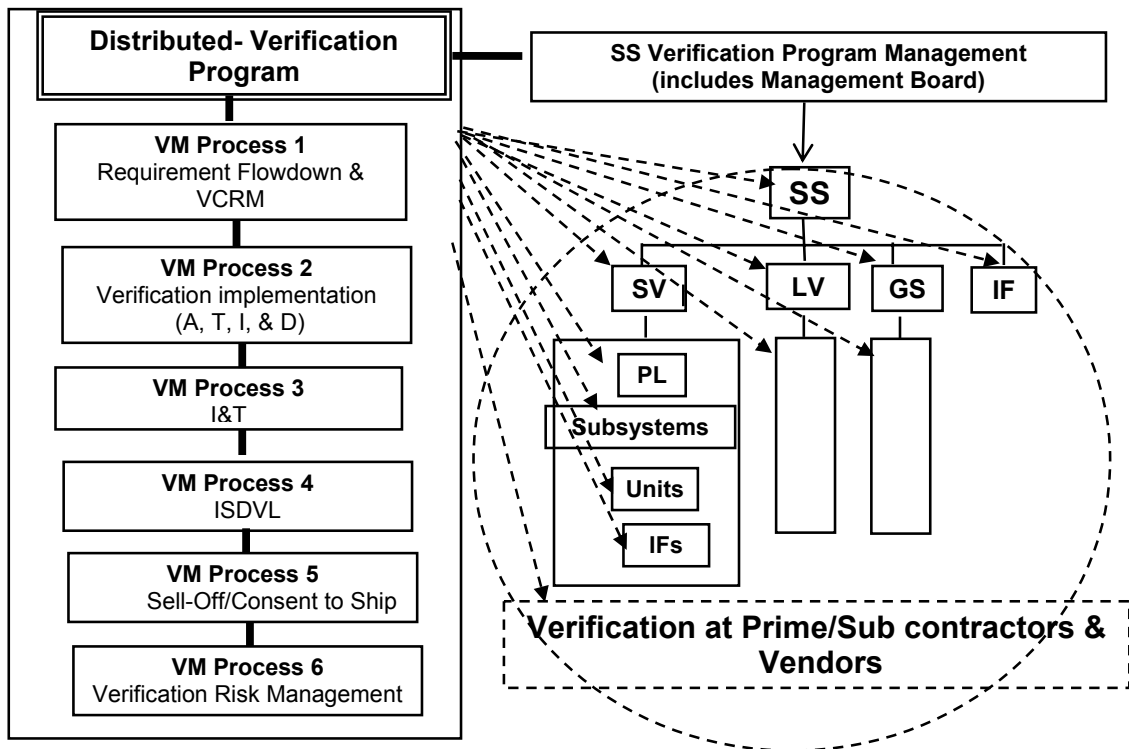 Distributed- Verification
Program
VM Process 1
Requirement Flowdown &
VCRM
VM Process 2
Verification implementation
(A, T, I, & D)
VM Process 3
I&T
VM Process 4
ISDVL
VM Process 5
Sell-Off/Consent to Ship
VM Process 6
Verification Risk Management
SS Verification Program Management
(includes Management Board)
SS
SV
LV
GS
IF
PL
Subsystems
Units
IFs
Verification at Prime/Sub contractors &
Vendors